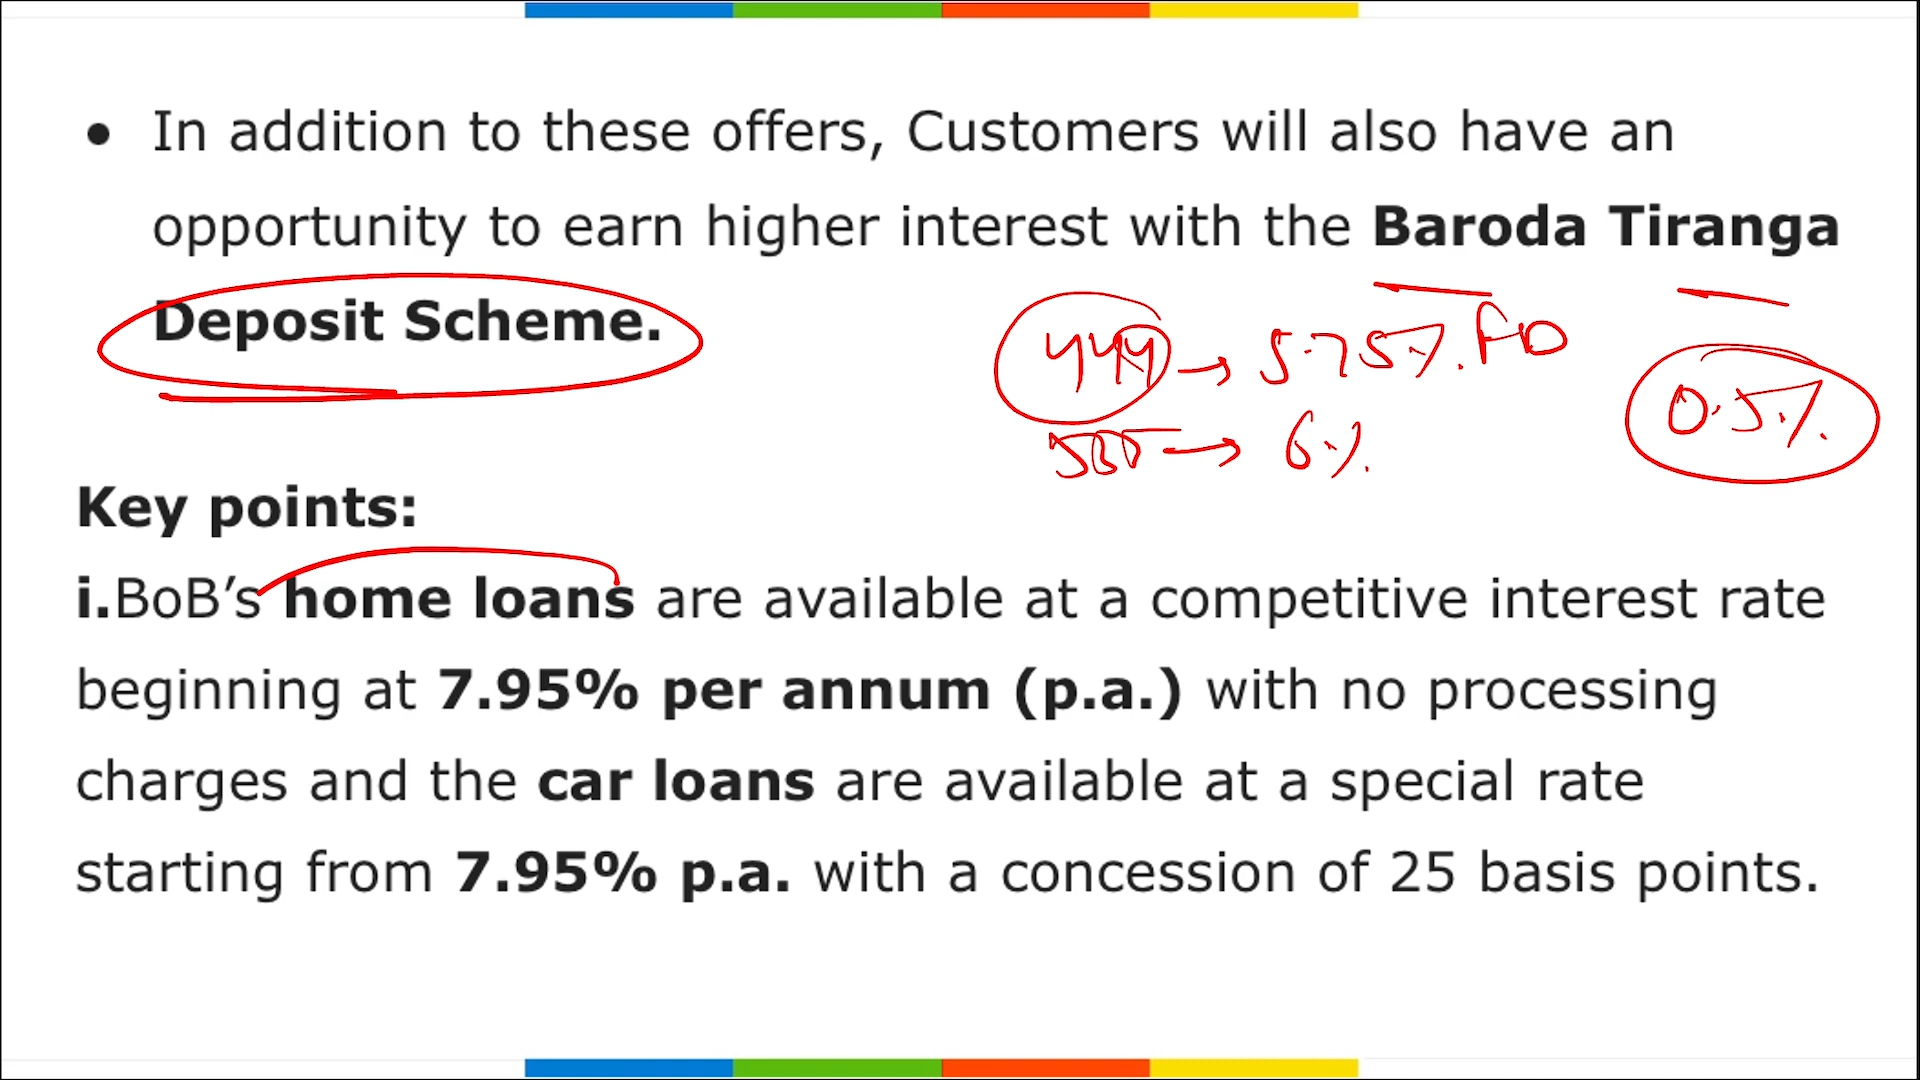 • In addition to these offers, Customers will also have an
opportunity to earn higher interest with the Baroda Tiranga
Deposit Scheme.
444 → 5.75%. FD
0.5%.
→ 6%.
Key points:
i.BoB’s home loans are available at a competitive interest rate
beginning at 7.95% per annum (p.a.) with no processing
charges and the car loans are available at a special rate
starting from 7.95% p.a. with a concession of 25 basis points.